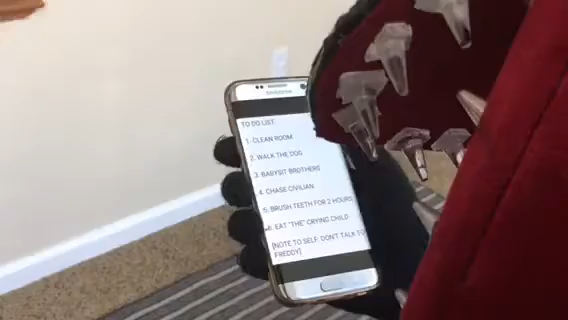 SAMSUNG
TO DO LIST:
1. CLEAN ROOM
2. WALK THE DOG
3. BABYSIT BROTHERS
4. CHASE CIVILIAN
5. BRUSH TEETH FOR 2 HOURS
6. EAT "THE" CRYING CHILD
[NOTE TO SELF: DON'T TALK TO
FREDDY]